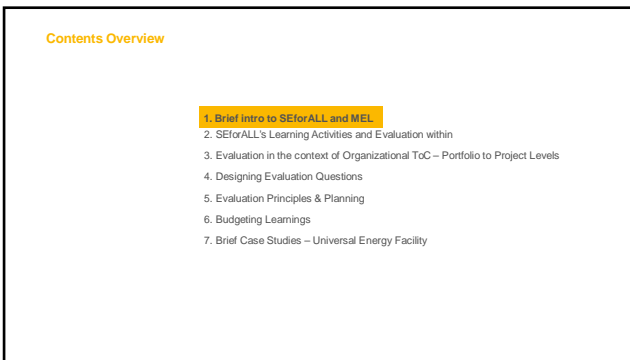 Contents Overview
1. Brief intro to SEforALL and MEL
2. SEforALL's Learning Activities and Evaluation within
3. Evaluation in the context of Organizational ToC – Portfolio to Project Levels
4. Designing Evaluation Questions
5. Evaluation Principles & Planning
6. Budgeting Learnings
7. Brief Case Studies – Universal Energy Facility